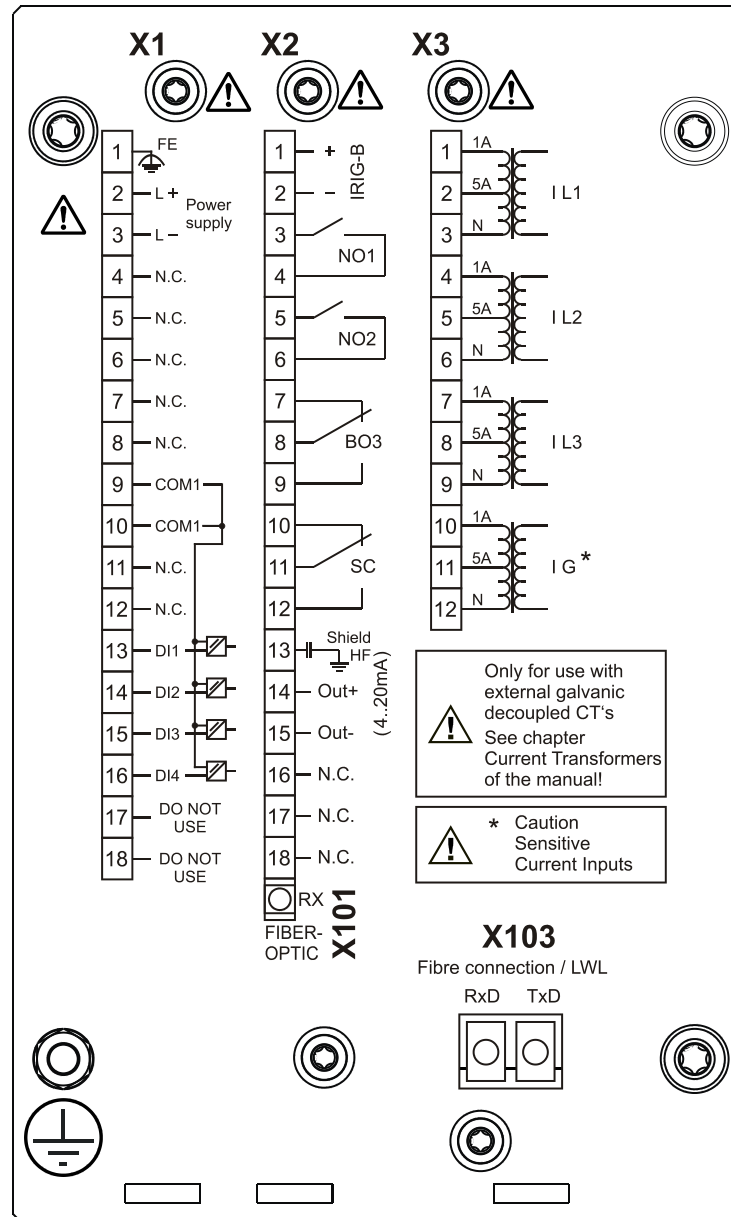 X1
X2
X3
1 FE
2 L+
3 L–
Power
supply
4 N.C.
5 N.C.
6 N.C.
7 N.C.
8 N.C.
9 COM1
10 COM1
11 N.C.
12 N.C.
13 DI1
14 DI2
15 DI3
16 DI4
17 DO NOT
USE
18 DO NOT
USE
1 +
2 –
IRIG-B
3
NO1
4
5
NO2
6
7
8 BO3
9
10
11 SC
12
13 Shield
HF
14 Out+
15 Out-
(4..20mA)
16 N.C.
17 N.C.
18 N.C.
RX
FIBER-
OPTIC
X101
1 1A
2 5A I L1
3 N
4 1A
5 5A I L2
6 N
7 1A
8 5A I L3
9 N
10 1A
11 5A I G *
12 N
! Only for use with
external galvanic
decoupled CT‘s
See chapter
Current Transformers
of the manual!
! * Caution
Sensitive
Current Inputs
X103
Fibre connection / LWL
RxD TxD